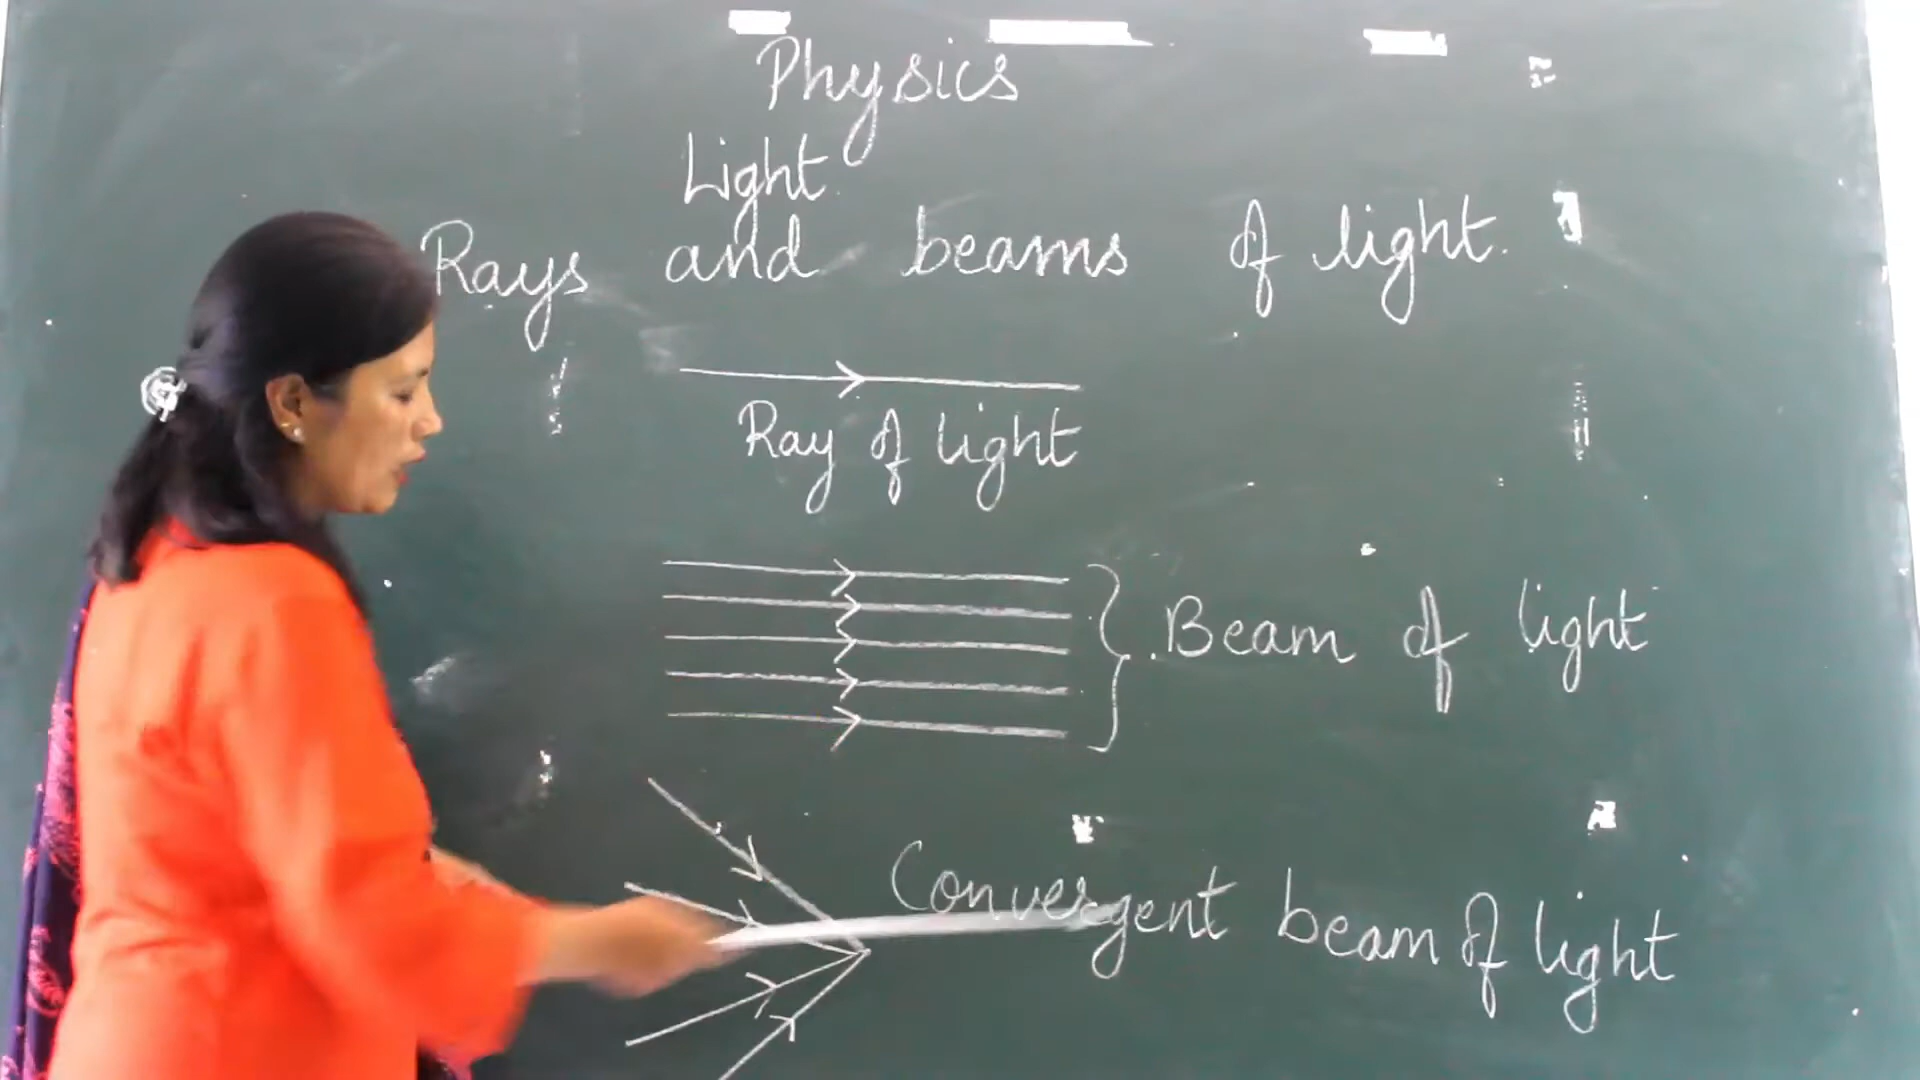 Physics
Light
Rays and beams of light.
Ray of light
Beam of light
Convergent beam of light